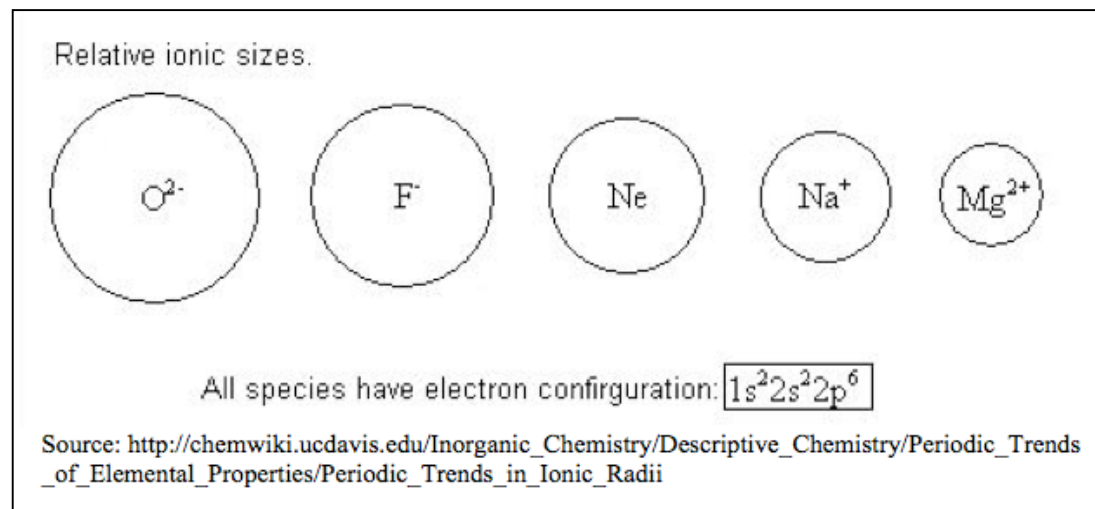 Relative ionic sizes.
O²⁻ F⁻ Ne Na⁺ Mg²⁺
All species have electron confirguration: 1s²2s²2p⁶
Source: http://chemwiki.ucdavis.edu/Inorganic_Chemistry/Descriptive_Chemistry/Periodic_Trends
_of_Elemental_Properties/Periodic_Trends_in_Ionic_Radii